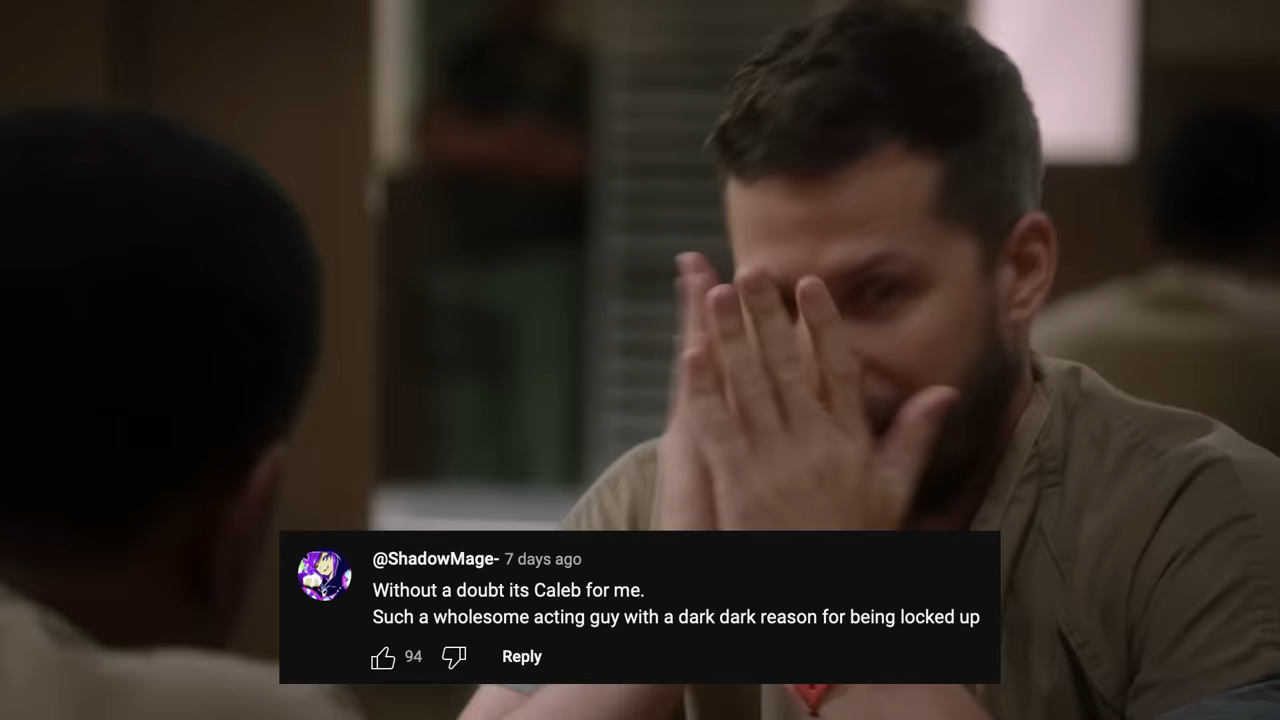 @ShadowMage- 7 days ago
Without a doubt its Caleb for me.
Such a wholesome acting guy with a dark dark reason for being locked up
94
Reply